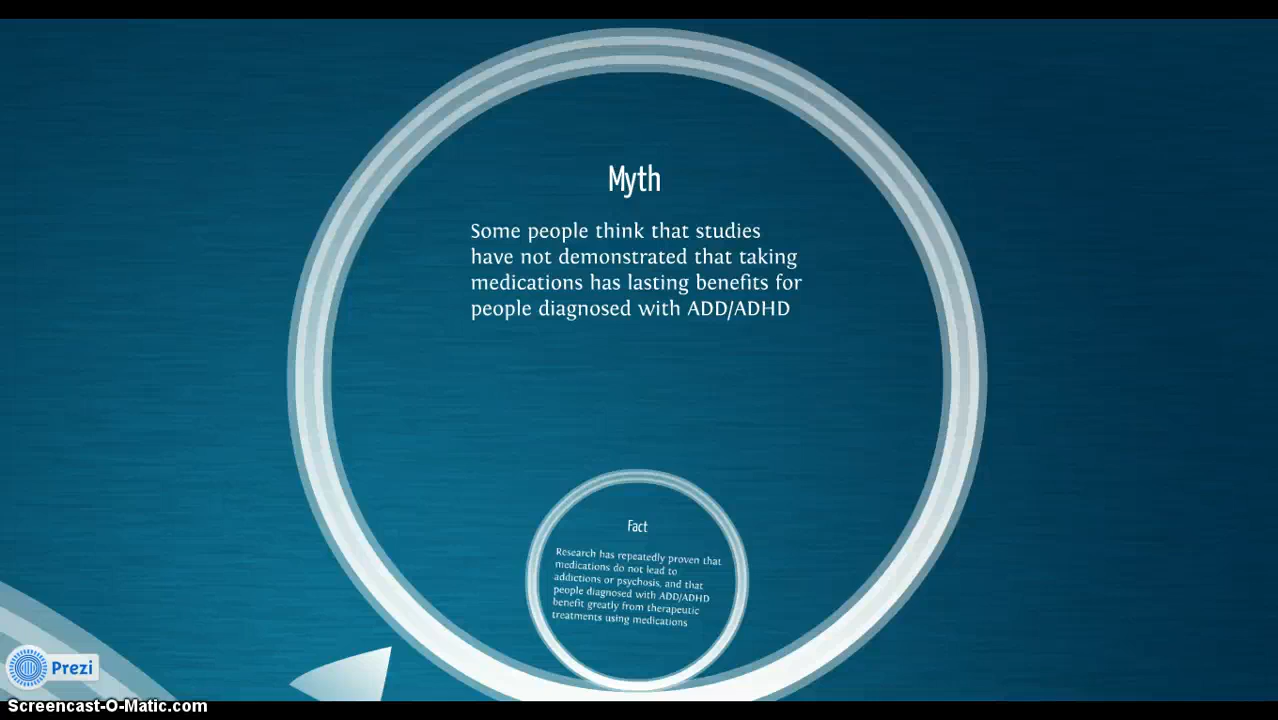 Myth
Some people think that studies
have not demonstrated that taking
medications has lasting benefits for
people diagnosed with ADD/ADHD
Fact
Research has repeatedly proven that
medications do not lead to
addictions or psychosis, and that
people diagnosed with ADD/ADHD
benefit greatly from therapeutic
treatments using medications
Prezi
Screencast-O-Matic.com